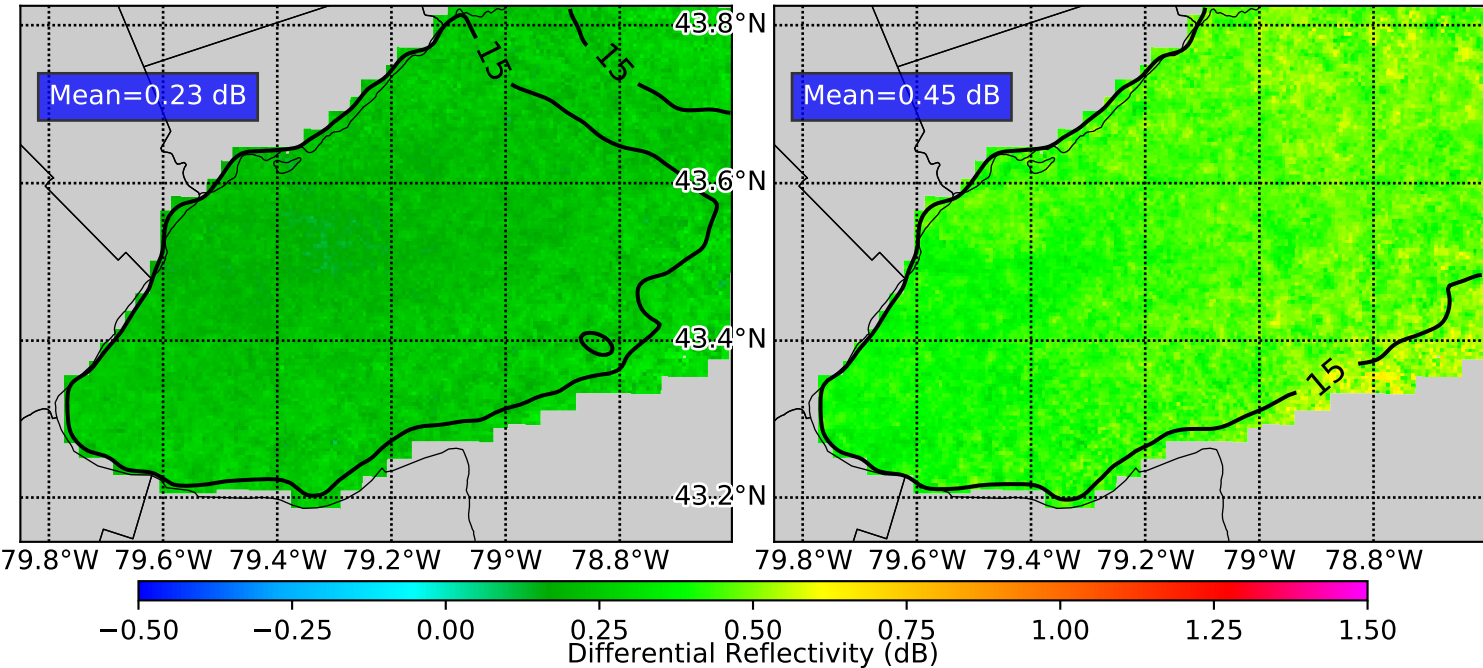 43.8°N
15
15
Mean=0.23 dB
Mean=0.45 dB
43.6°N
43.4°N
15
43.2°N
79.8°W 79.6°W 79.4°W 79.2°W 79°W 78.8°W 79.8°W 79.6°W 79.4°W 79.2°W 79°W 78.8°W
−0.50 −0.25 0.00 0.25 0.50 0.75 1.00 1.25 1.50
Differential Reflectivity (dB)